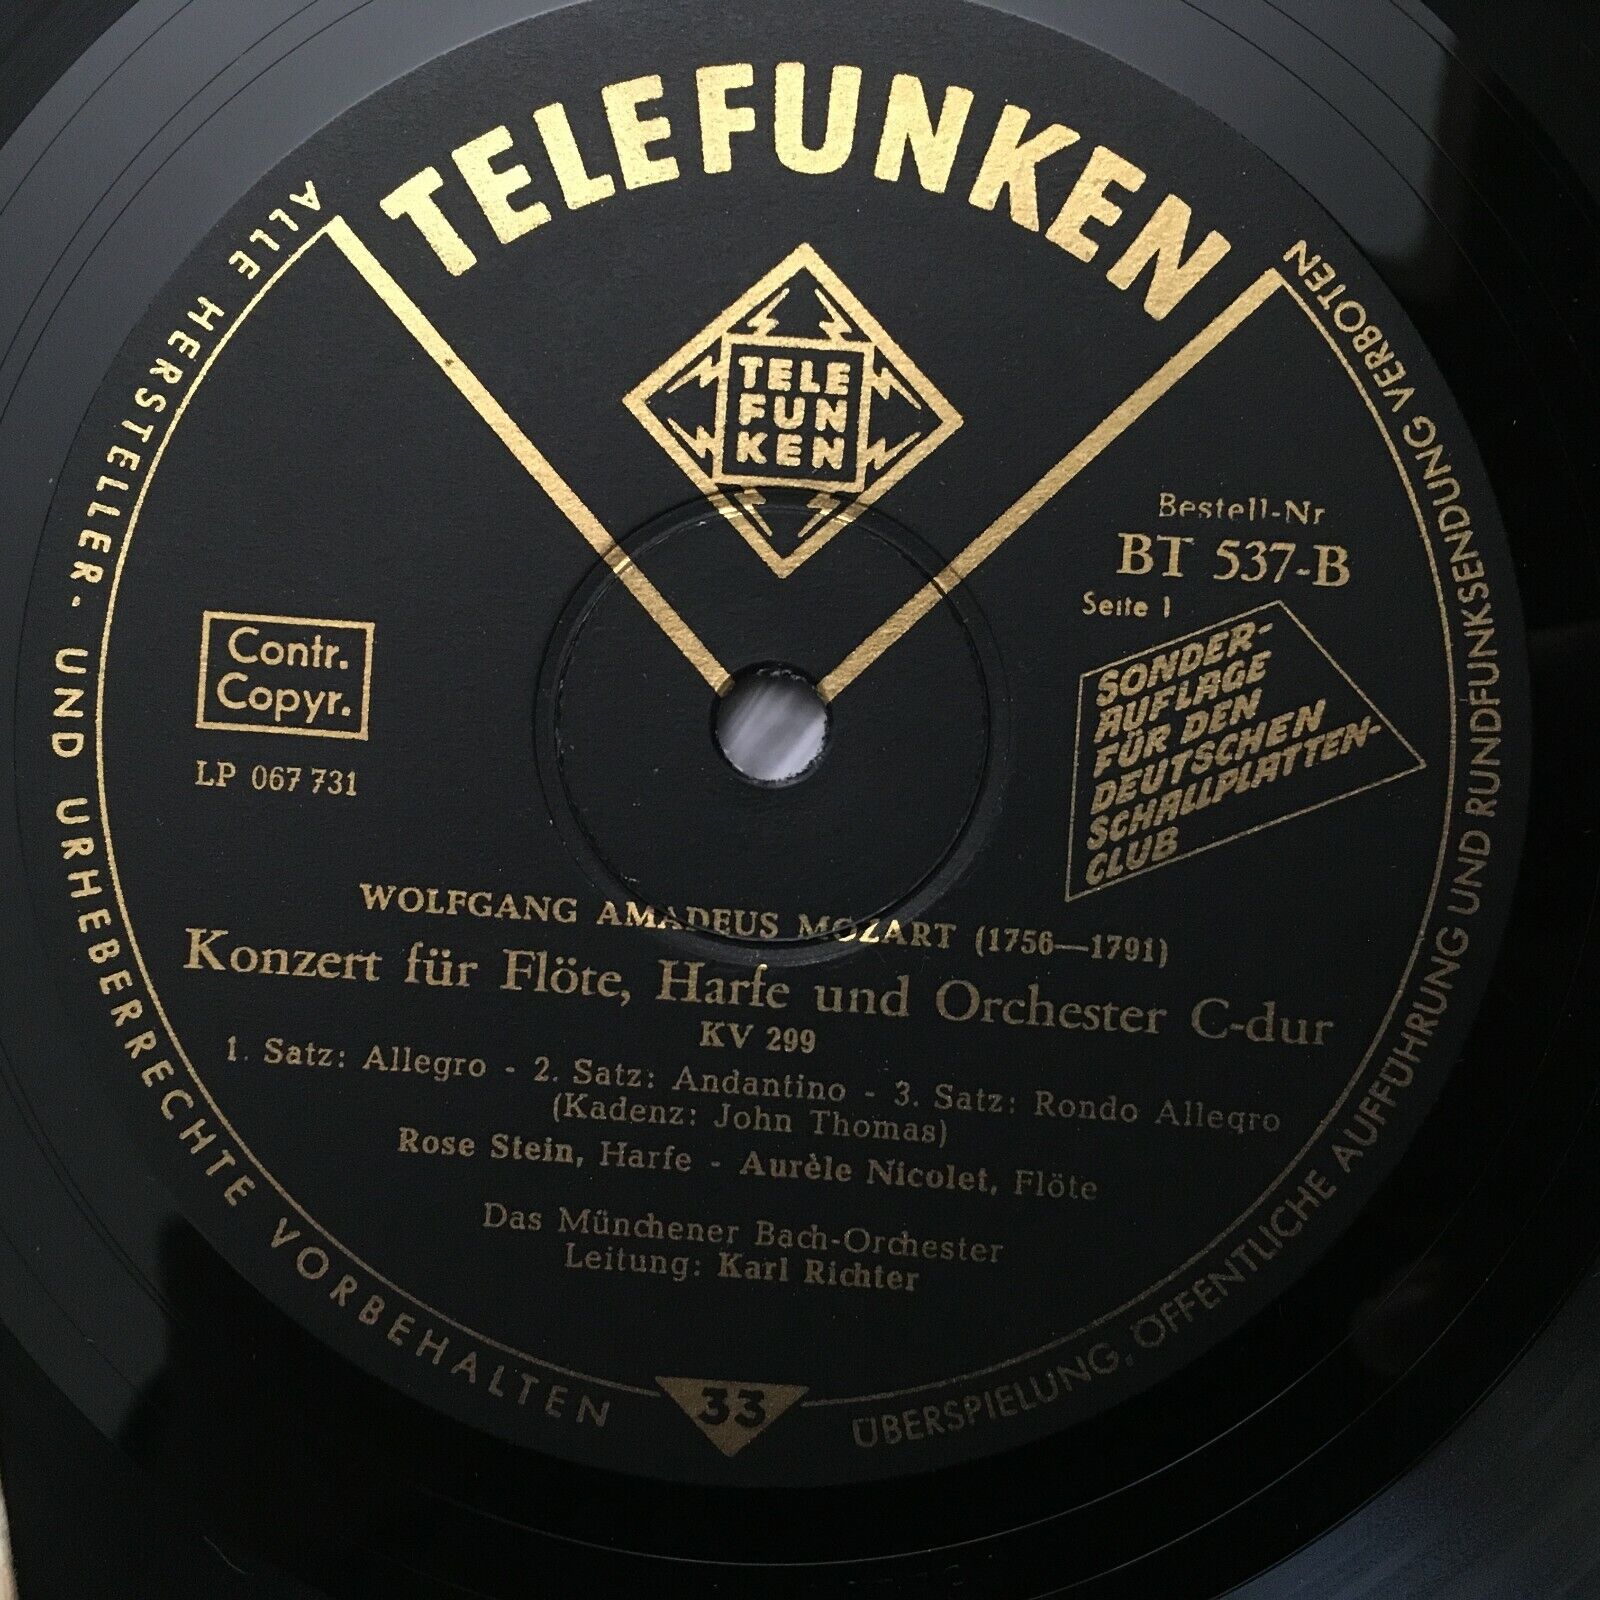 TELEFUNKEN
TELE
FUN
KEN
Bestell-Nr
BT 537-B
Seite 1
SONDER-
AUFLAGE
FÜR DEN
DEUTSCHEN
SCHALLPLATTEN-
CLUB
Contr.
Copyr.
LP 067 731
WOLFGANG AMADEUS MOZART (1756—1791)
Konzert für Flöte, Harfe und Orchester C-dur
KV 299
1. Satz: Allegro - 2. Satz: Andantino - 3. Satz: Rondo Allegro
(Kadenz: John Thomas)
Rose Stein, Harfe - Aurèle Nicolet, Flöte
Das Münchener Bach-Orchester
Leitung: Karl Richter
33
ALLE HERSTELLER- UND URHEBERRECHTE VORBEHALTEN
ÜBERSPIELUNG, ÖFFENTLICHE AUFFÜHRUNG UND RUNDFUNKSENDUNG VERBOTEN